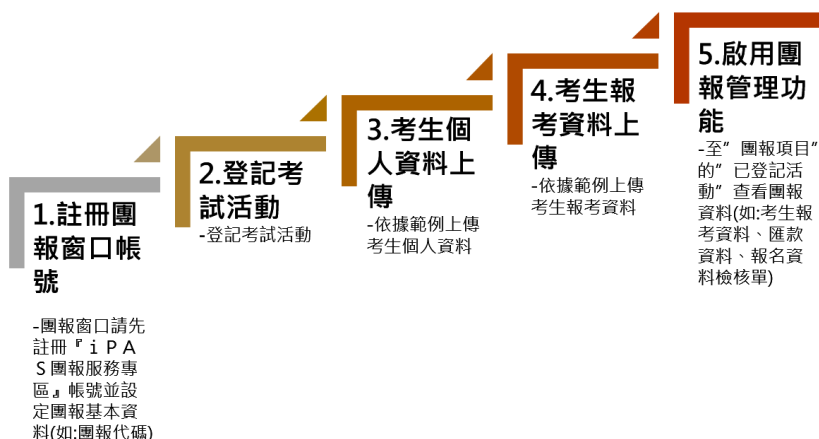 1.註冊團
報窗口帳
號
-團報窗口請先
註冊『ｉＰＡ
Ｓ團報服務專
區』帳號並設
定團報基本資
料(如:團報代碼)
2.登記考
試活動
-登記考試活動
3.考生個
人資料上
傳
-依據範例上傳
考生個人資料
4.考生報
考資料上
傳
-依據範例上傳
考生報考資料
5.啟用團
報管理功
能
-至”團報項目”
的”已登記活
動”查看團報
資料(如:考生報
考資料、匯款
資料、報名資
料檢核單)